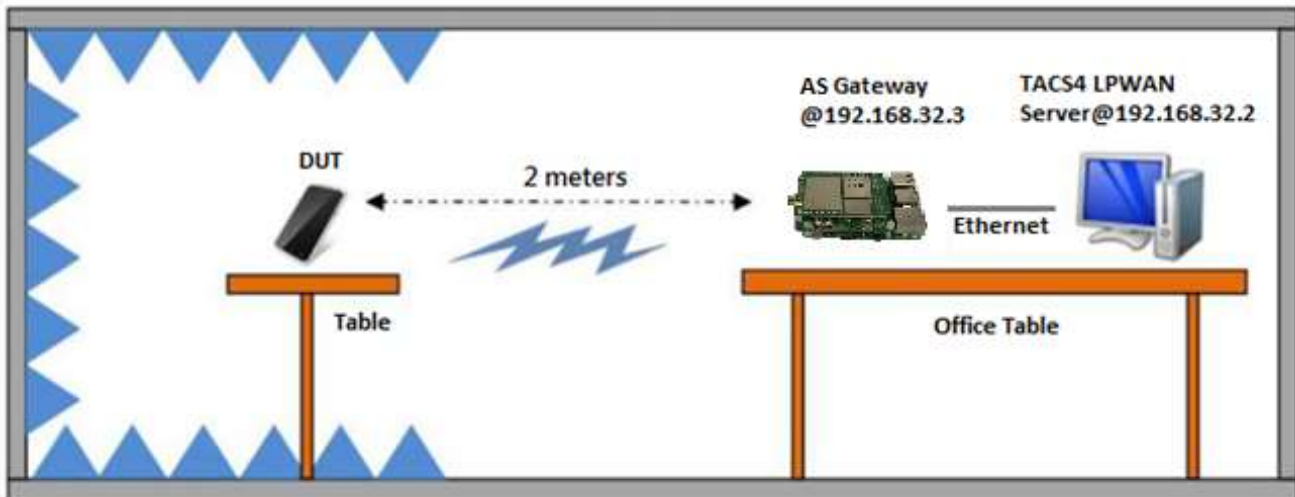 AS Gateway
@192.168.32.3
TACS4 LPWAN
Server@192.168.32.2
DUT
2 meters
Ethernet
Table
Office Table